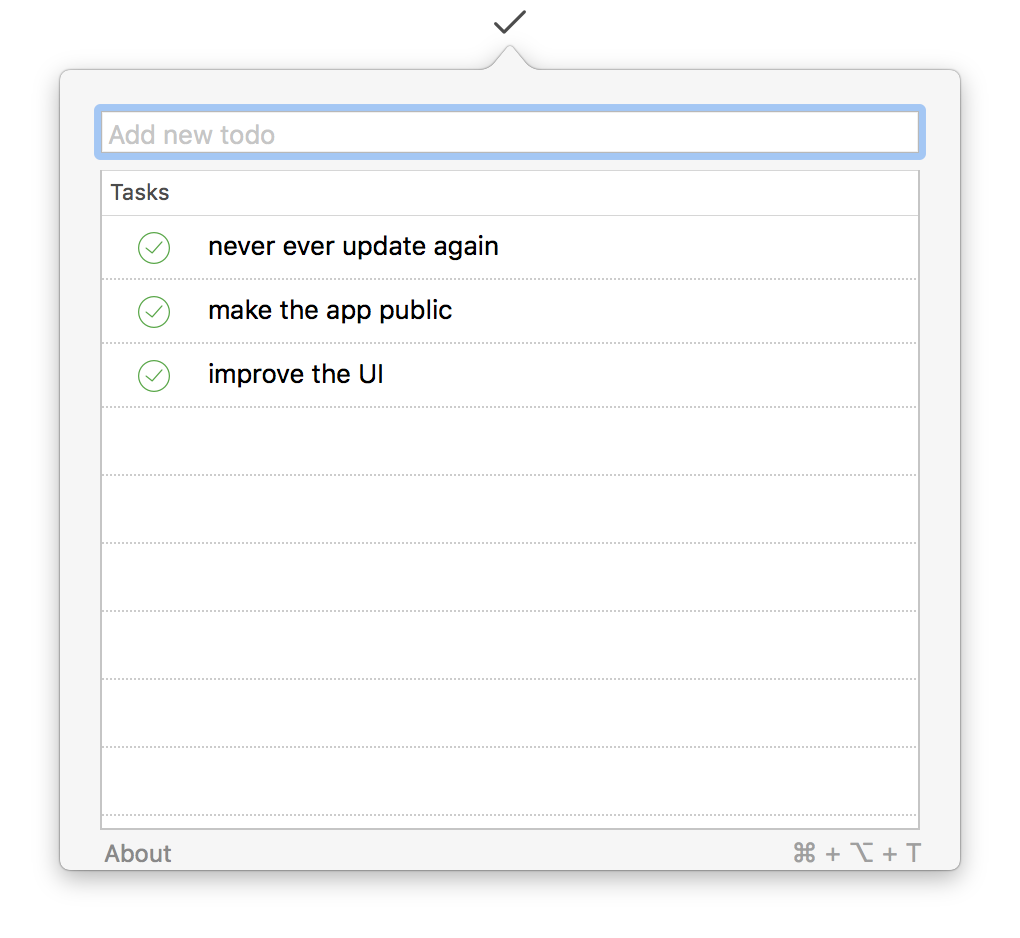 Add new todo
Tasks
never ever update again
make the app public
improve the UI
About
⌘ + ⌥ + T